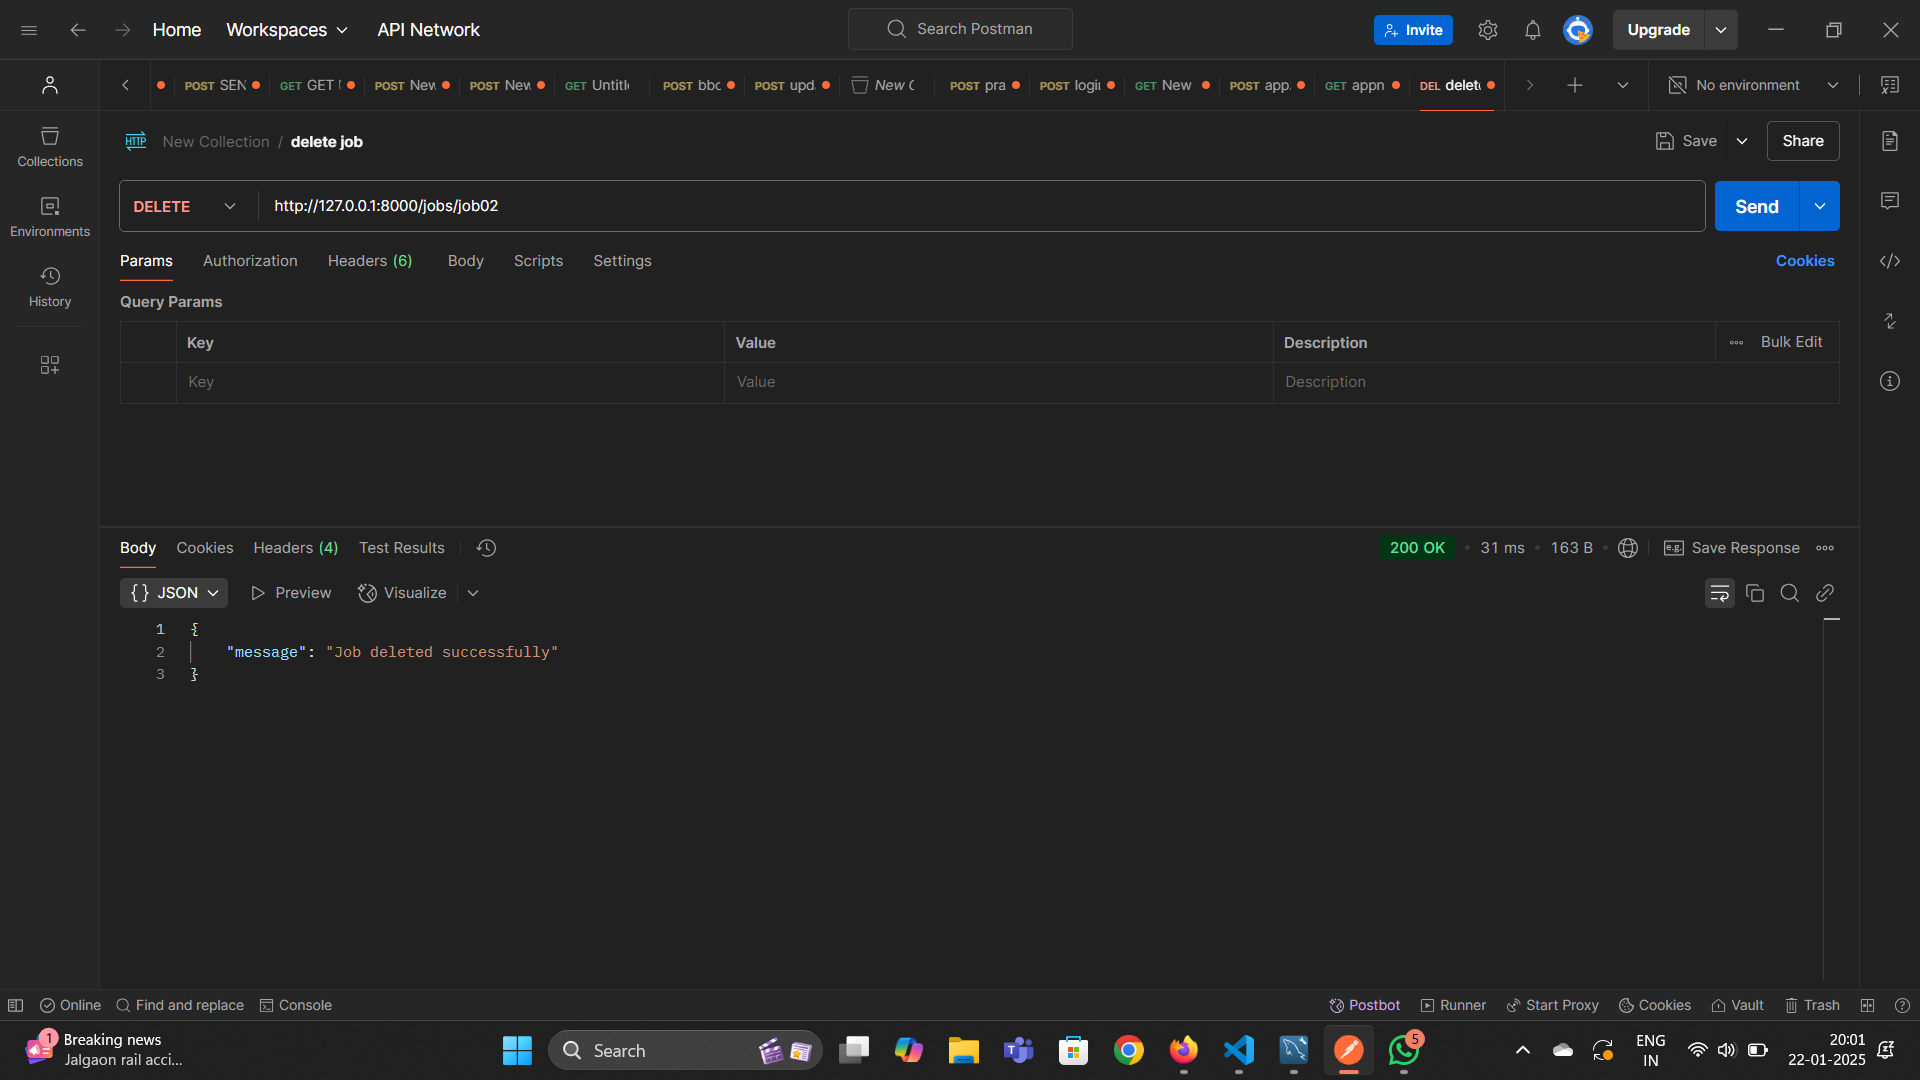 Home
Workspaces
API Network
Search Postman
Invite
Upgrade
POST SEN
GET GET
POST New
POST New
GET Untitle
POST bbc
POST upd
New C
POST pra
POST logi
GET New
POST app
GET appn
DEL delete
No environment
Collections
Environments
History
HTTP
New Collection / delete job
Save
Share
DELETE
http://127.0.0.1:8000/jobs/job02
Send
Params
Authorization
Headers (6)
Body
Scripts
Settings
Cookies
Query Params
Key
Value
Description
Bulk Edit
Key
Value
Description
Body
Cookies
Headers (4)
Test Results
200 OK
31 ms
163 B
e.g.
Save Response
{} JSON
Preview
Visualize
1 {
2 "message": "Job deleted successfully"
3 }
Online
Find and replace
Console
Postbot
Runner
Start Proxy
Cookies
Vault
Trash
1
Breaking news
Jalgaon rail acci...
Search
5
ENG
IN
20:01
22-01-2025